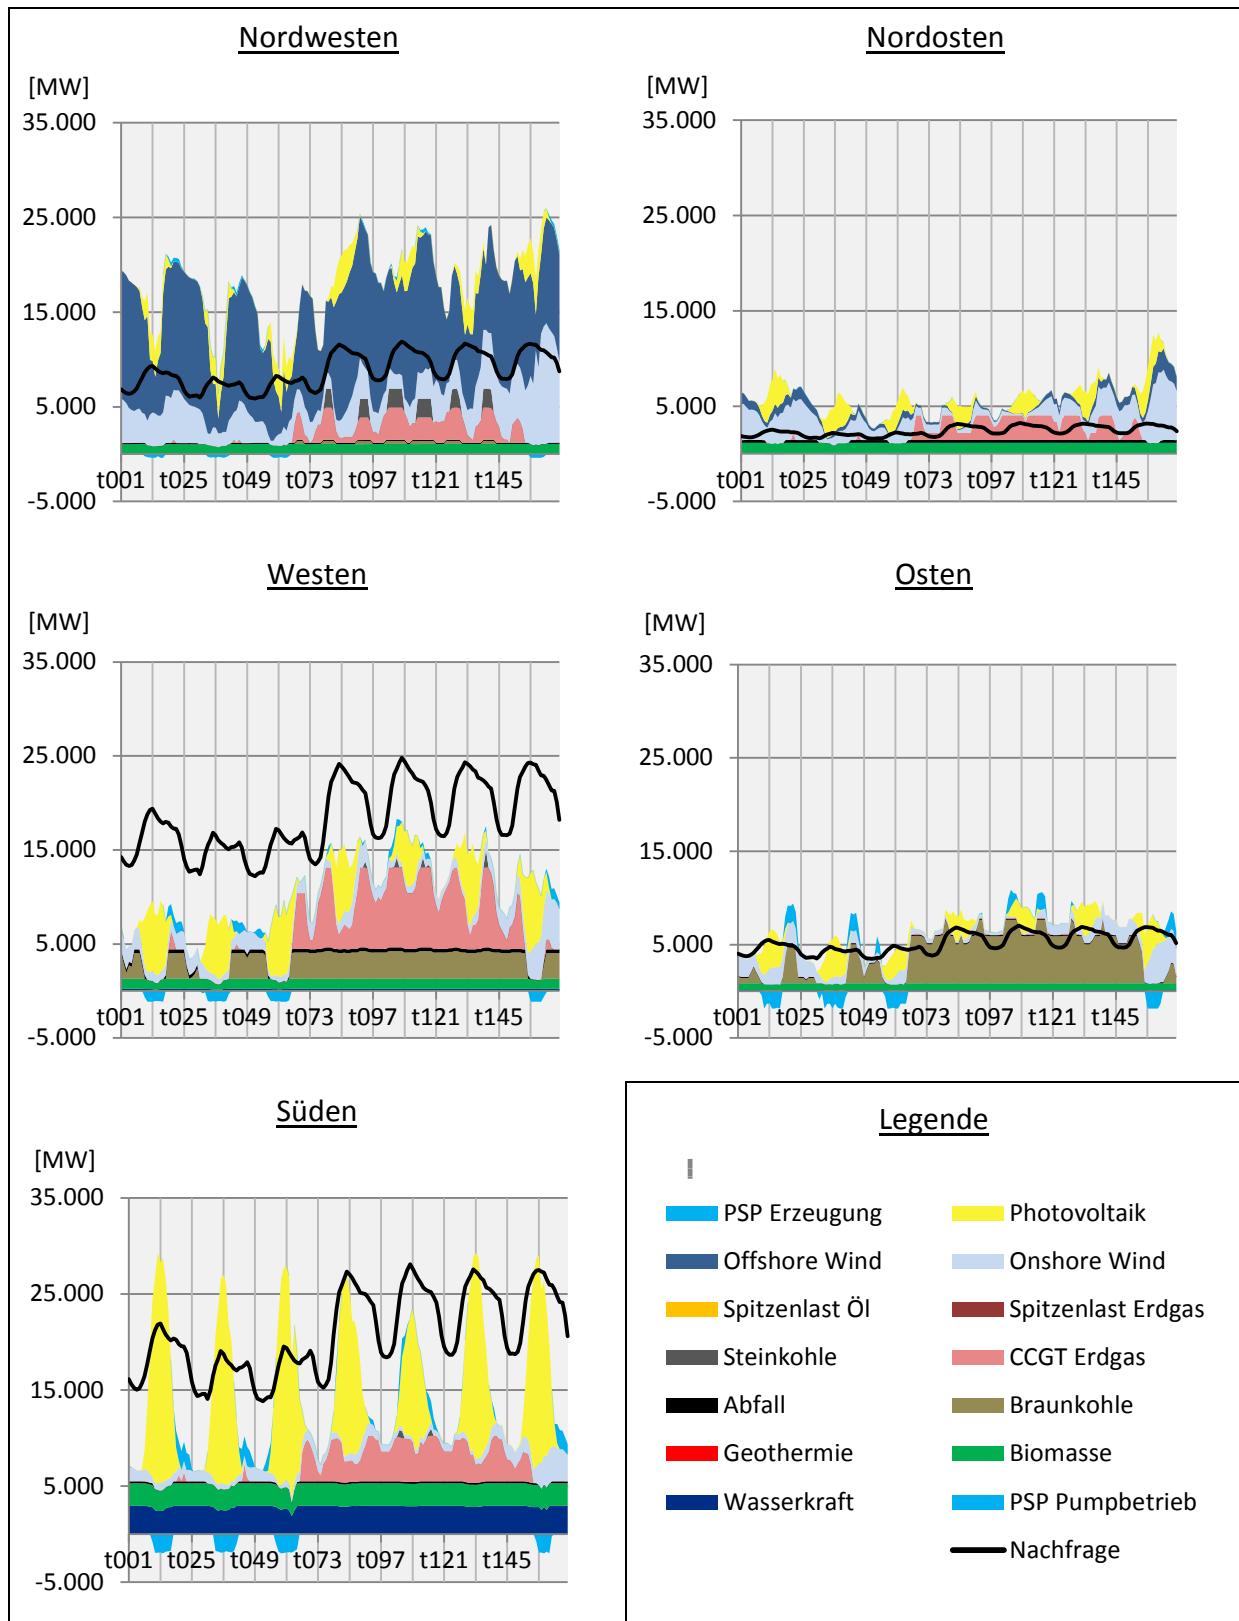 Nordwesten
[MW]
35.000
25.000
15.000
5.000
-5.000
t001 t025 t049 t073 t097 t121 t145
Nordosten
[MW]
35.000
25.000
15.000
5.000
-5.000
t001 t025 t049 t073 t097 t121 t145
Westen
[MW]
35.000
25.000
15.000
5.000
-5.000
t001 t025 t049 t073 t097 t121 t145
Osten
[MW]
35.000
25.000
15.000
5.000
-5.000
t001 t025 t049 t073 t097 t121 t145
Süden
[MW]
35.000
25.000
15.000
5.000
-5.000
t001 t025 t049 t073 t097 t121 t145
Legende
PSP Erzeugung
Photovoltaik
Offshore Wind
Onshore Wind
Spitzenlast Öl
Spitzenlast Erdgas
Steinkohle
CCGT Erdgas
Abfall
Braunkohle
Geothermie
Biomasse
Wasserkraft
PSP Pumpbetrieb
Nachfrage